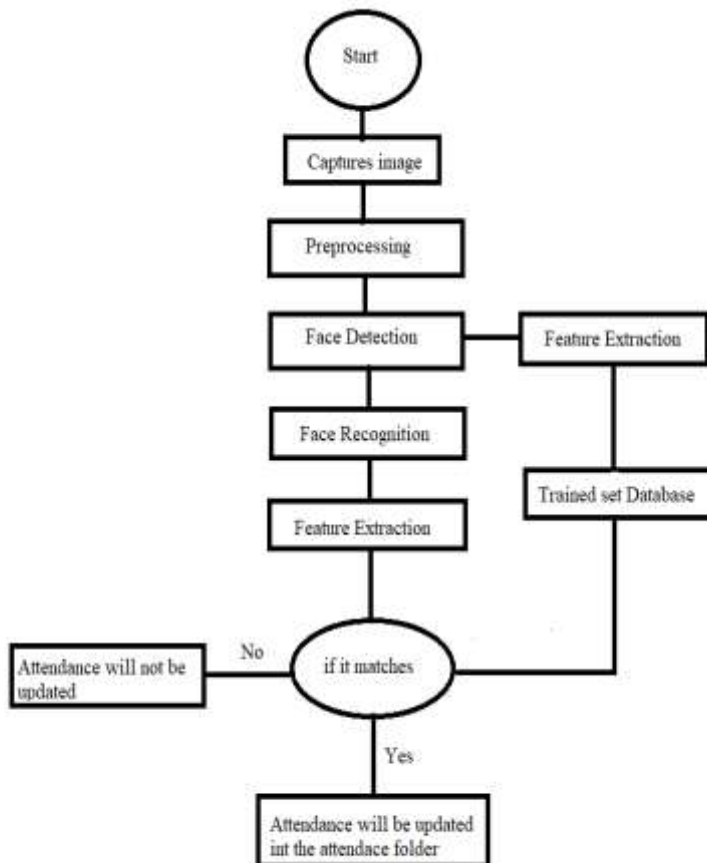 Start
Captures image
Preprocessing
Face Detection
Feature Extraction
Face Recognition
Trained set Database
Feature Extraction
No
if it matches
Attendance will not be
updated
Yes
Attendance will be updated
int the attedace folder